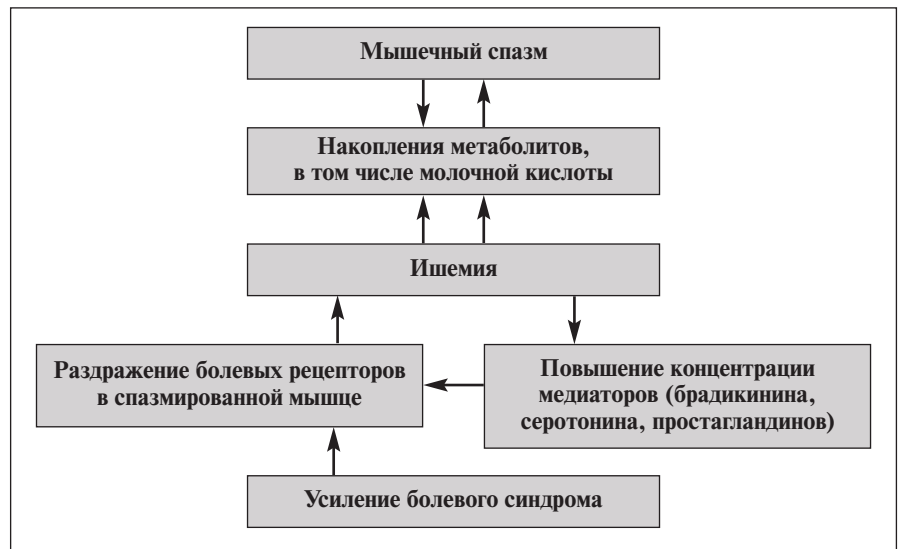 Мышечный спазм
Накопления метаболитов,
в том числе молочной кислоты
Ишемия
Раздражение болевых рецепторов
в спазмированной мышце
Повышение концентрации
медиаторов (брадикинина,
серотонина, простагландинов)
Усиление болевого синдрома